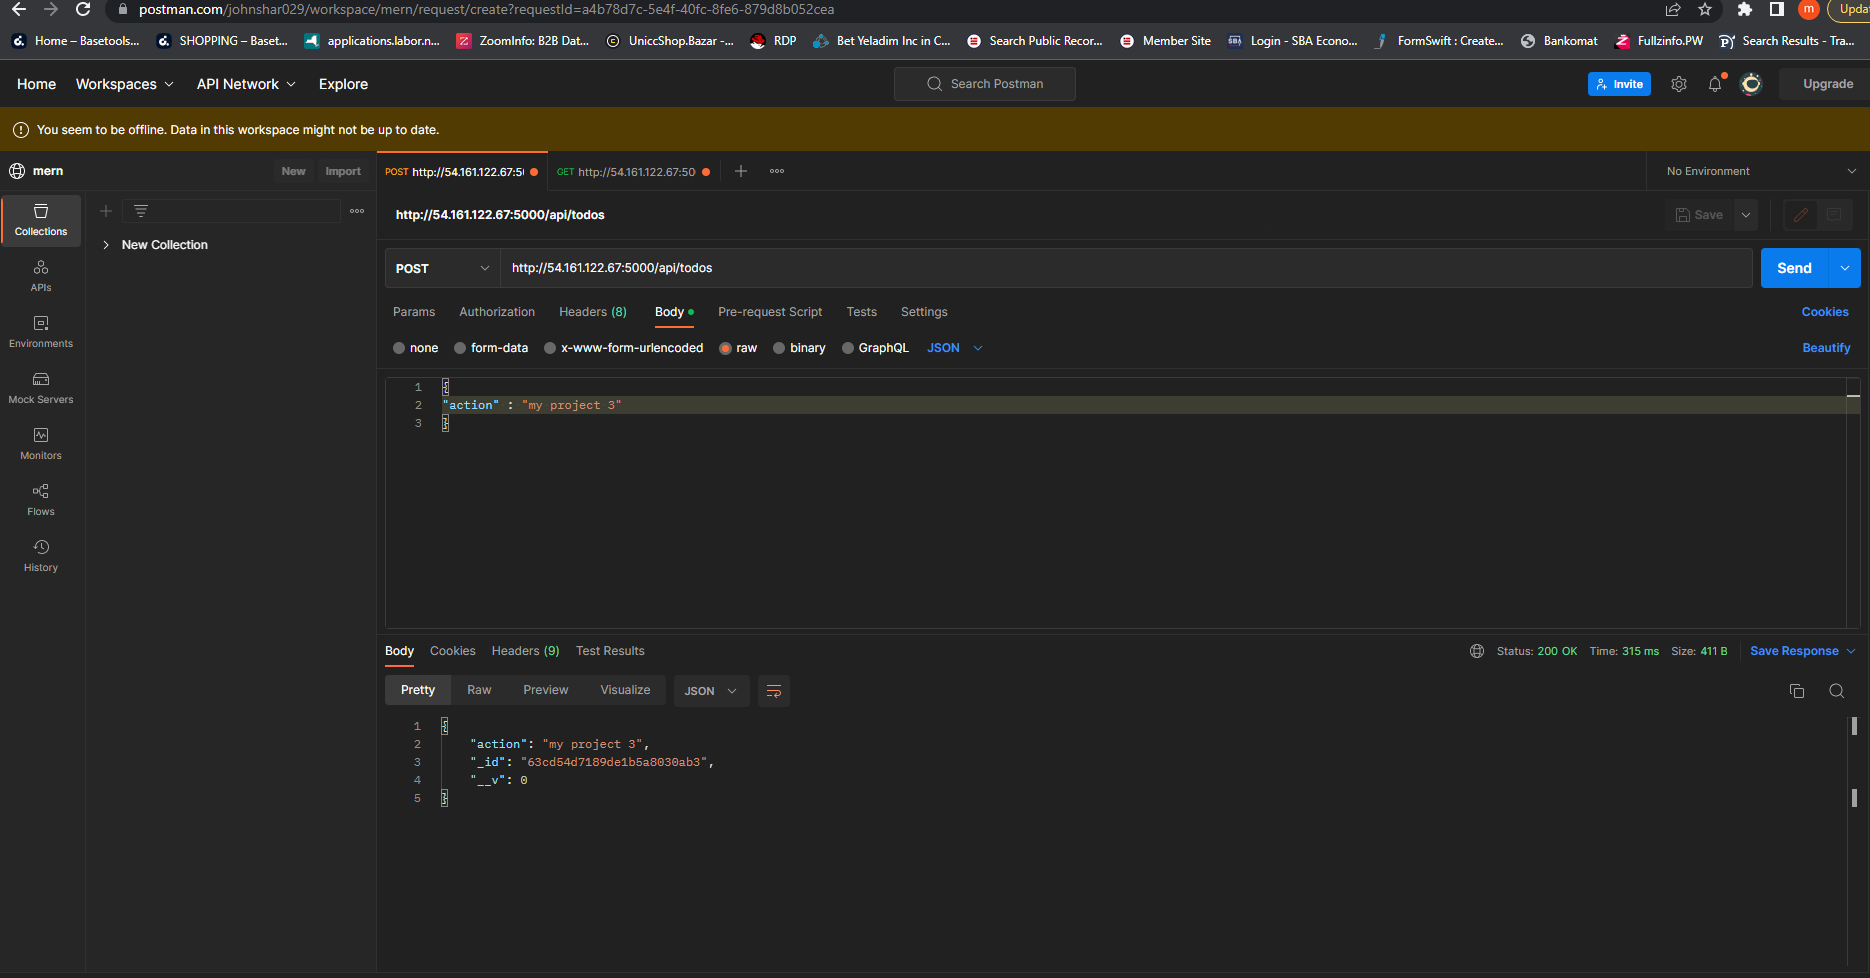 postman.com/johnshar029/workspace/mern/request/create?requestId=a4b78d7c-5e4f-40fc-8fe6-879d8b052cea
m
Upda
Home – Basetools...
SHOPPING – Baset...
applications.labor.n...
ZoomInfo: B2B Dat...
UniccShop.Bazar -...
RDP
Bet Yeladim Inc in C...
Search Public Recor...
Member Site
Login - SBA Econo...
FormSwift : Create...
Bankomat
Fullzinfo.PW
Search Results - Tra...
Home
Workspaces
API Network
Explore
Search Postman
Invite
Upgrade
You seem to be offline. Data in this workspace might not be up to date.
mern
New
Import
POST http://54.161.122.67:5(
GET http://54.161.122.67:50
No Environment
Collections
New Collection
APIs
Environments
Mock Servers
Monitors
Flows
History
http://54.161.122.67:5000/api/todos
Save
POST
http://54.161.122.67:5000/api/todos
Send
Params
Authorization
Headers (8)
Body
Pre-request Script
Tests
Settings
Cookies
none
form-data
x-www-form-urlencoded
raw
binary
GraphQL
JSON
Beautify
1 {
2 "action" : "my project 3"
3 }
Body
Cookies
Headers (9)
Test Results
Status: 200 OK
Time: 315 ms
Size: 411 B
Save Response
Pretty
Raw
Preview
Visualize
JSON
1 {
2 "action": "my project 3",
3 "_id": "63cd54d7189de1b5a8030ab3",
4 "__v": 0
5 }